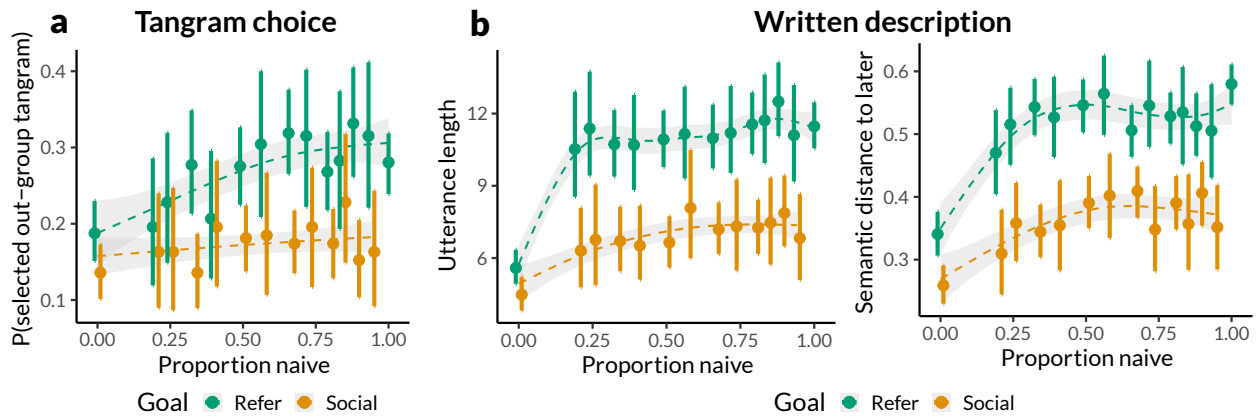 a Tangram choice
P(selected out−group tangram)
0.4
0.3
0.2
0.1
0.00 0.25 0.50 0.75 1.00
Proportion naive
Goal Refer Social
b Written description
Utterance length
12
9
6
0.00 0.25 0.50 0.75 1.00
Proportion naive
Semantic distance to later
0.6
0.5
0.4
0.3
0.00 0.25 0.50 0.75 1.00
Proportion naive
Goal Refer Social